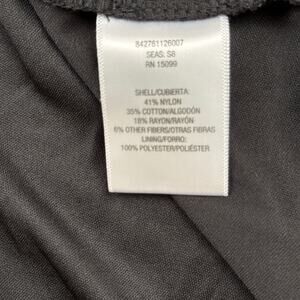 842761126007
SEAS: S8
RN 15099
SHELL/CUBIERTA:
41% NYLON
35% COTTON/ALGODÓN
18% RAYON/RAYÓN
6% OTHER FIBERS/OTRAS FIBRAS
LINING/FORRO:
100% POLYESTER/POLIÉSTER